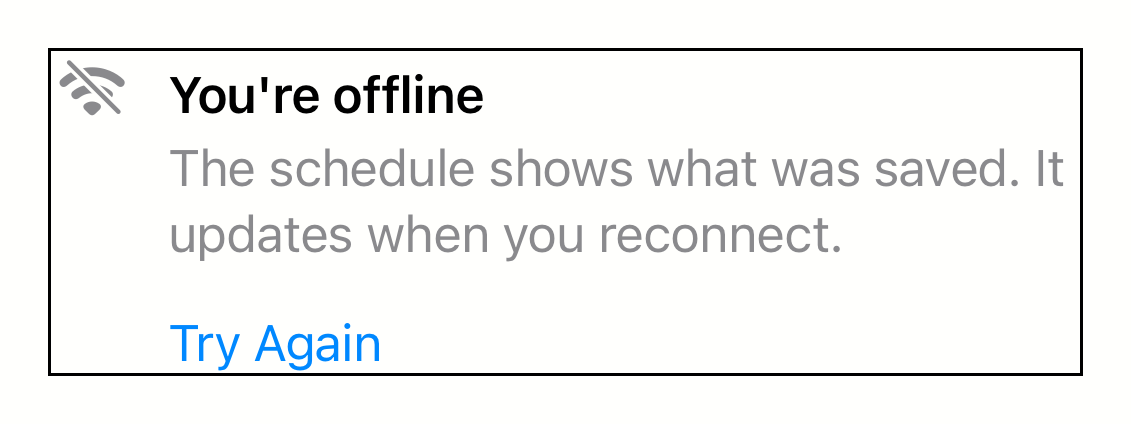 You're offline
The schedule shows what was saved. It
updates when you reconnect.
Try Again